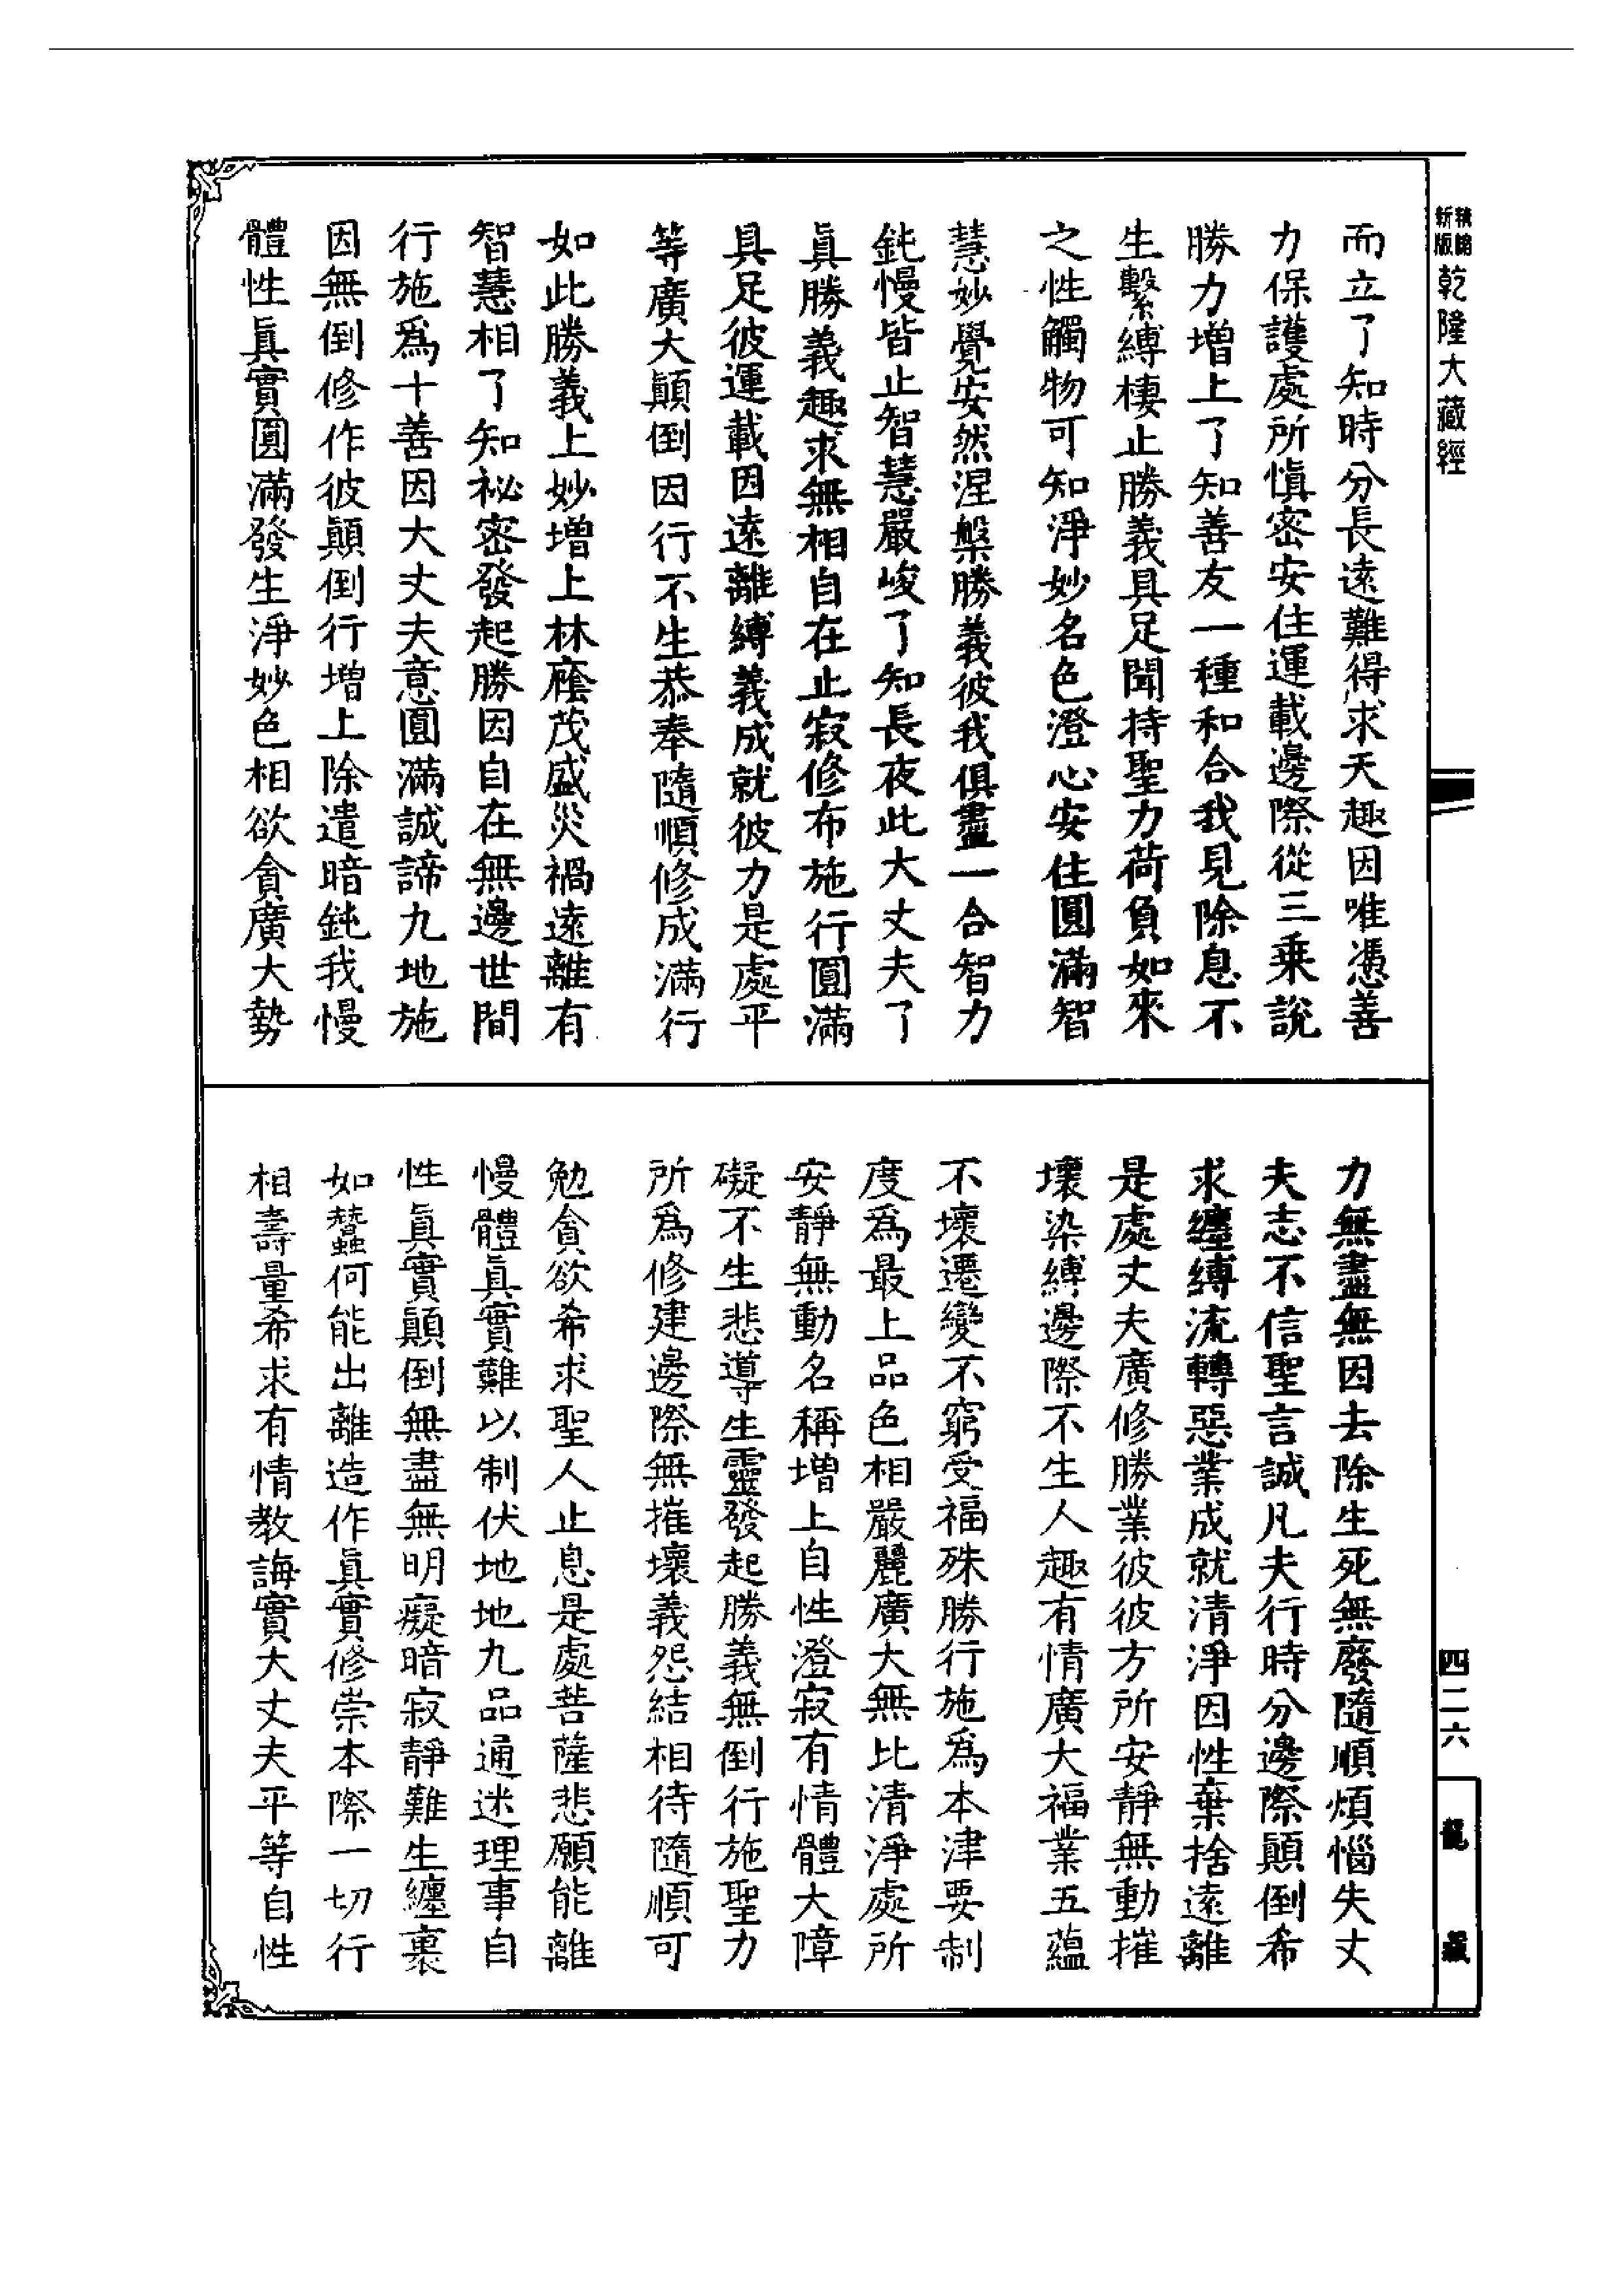 新版
乾隆大藏經
而立了知時分長遠難得求天趣因唯憑善
力保護處所慎密安住運載邊際從三乘說
勝力增上了知善友一種和合我見除息不
生繫縛棲止勝義具足聞持聖力荷負如來
之性觸物可知淨妙名色澄心安住圓滿智
慧妙覺安然涅槃勝義彼我俱盡一合智力
鈍慢皆止智慧嚴峻了知長夜此大丈夫了
眞勝義趣求無相自在止寂修布施行圓滿
具足彼運載因遠離縛義成就彼力是處平
等廣大顚倒因行不生恭奉隨順修成滿行
如此勝義上妙增上林廕茂盛災禍遠離有
智慧相了知祕密發起勝因自在無邊世間
行施爲十善因大丈夫意圓滿誠諦九地施
因無倒修作彼顚倒行增上除遣暗鈍我慢
體性眞實圓滿發生淨妙色相欲貪廣大勢
力無盡無因去除生死無廢隨順煩惱失丈
夫志不信聖言誠凡夫行時分邊際顚倒希
求纏縛流轉惡業成就清淨因性棄捨遠離
是處丈夫廣修勝業彼彼方所安靜無動摧
壞染縛邊際不生人趣有情廣大福業五蘊
不壞遷變不窮受福殊勝行施爲本津要制
度爲最上品色相嚴麗廣大無比清淨處所
安靜無動名稱增上自性澄寂有情體大障
礙不生悲導生靈發起勝義無倒行施聖力
所爲修建邊際無摧壞義怨結相待隨順可
勉貪欲希求聖人止息是處菩薩悲願能離
慢體眞實難以制伏地地九品通迷理事自
性眞實顚倒無盡無明癡暗寂靜難生纏裹
如蠶何能出離造作眞實修崇本際一切行
相壽量希求有情教誨實大丈夫平等自性
四二六
龍藏